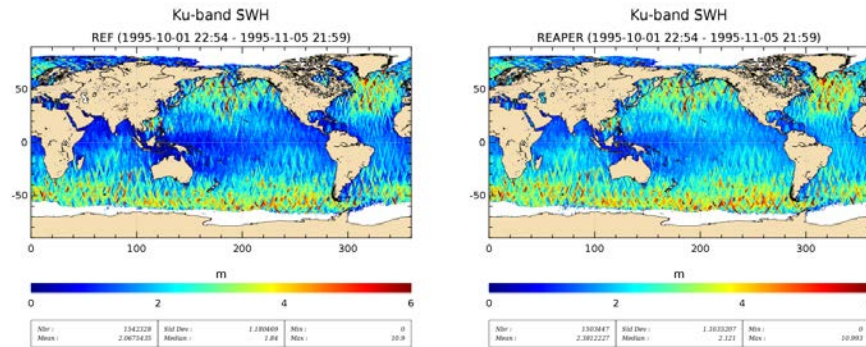 Ku-band SWH
REF (1995-10-01 22:54 - 1995-11-05 21:59)
50
0
-50
0 100 200 300
m
0 2 4 6
Nbr : 1542328 Std Dev : 1.180469 Min : 0
Mean : 2.0675435 Median : 1.84 Max : 10.9
Ku-band SWH
REAPER (1995-10-01 22:54 - 1995-11-05 21:59)
50
0
-50
0 100 200 300
m
0 2 4
Nbr : 1503447 Std Dev : 1.1035207 Min : 0
Mean : 2.3812227 Median : 2.121 Max : 10.993